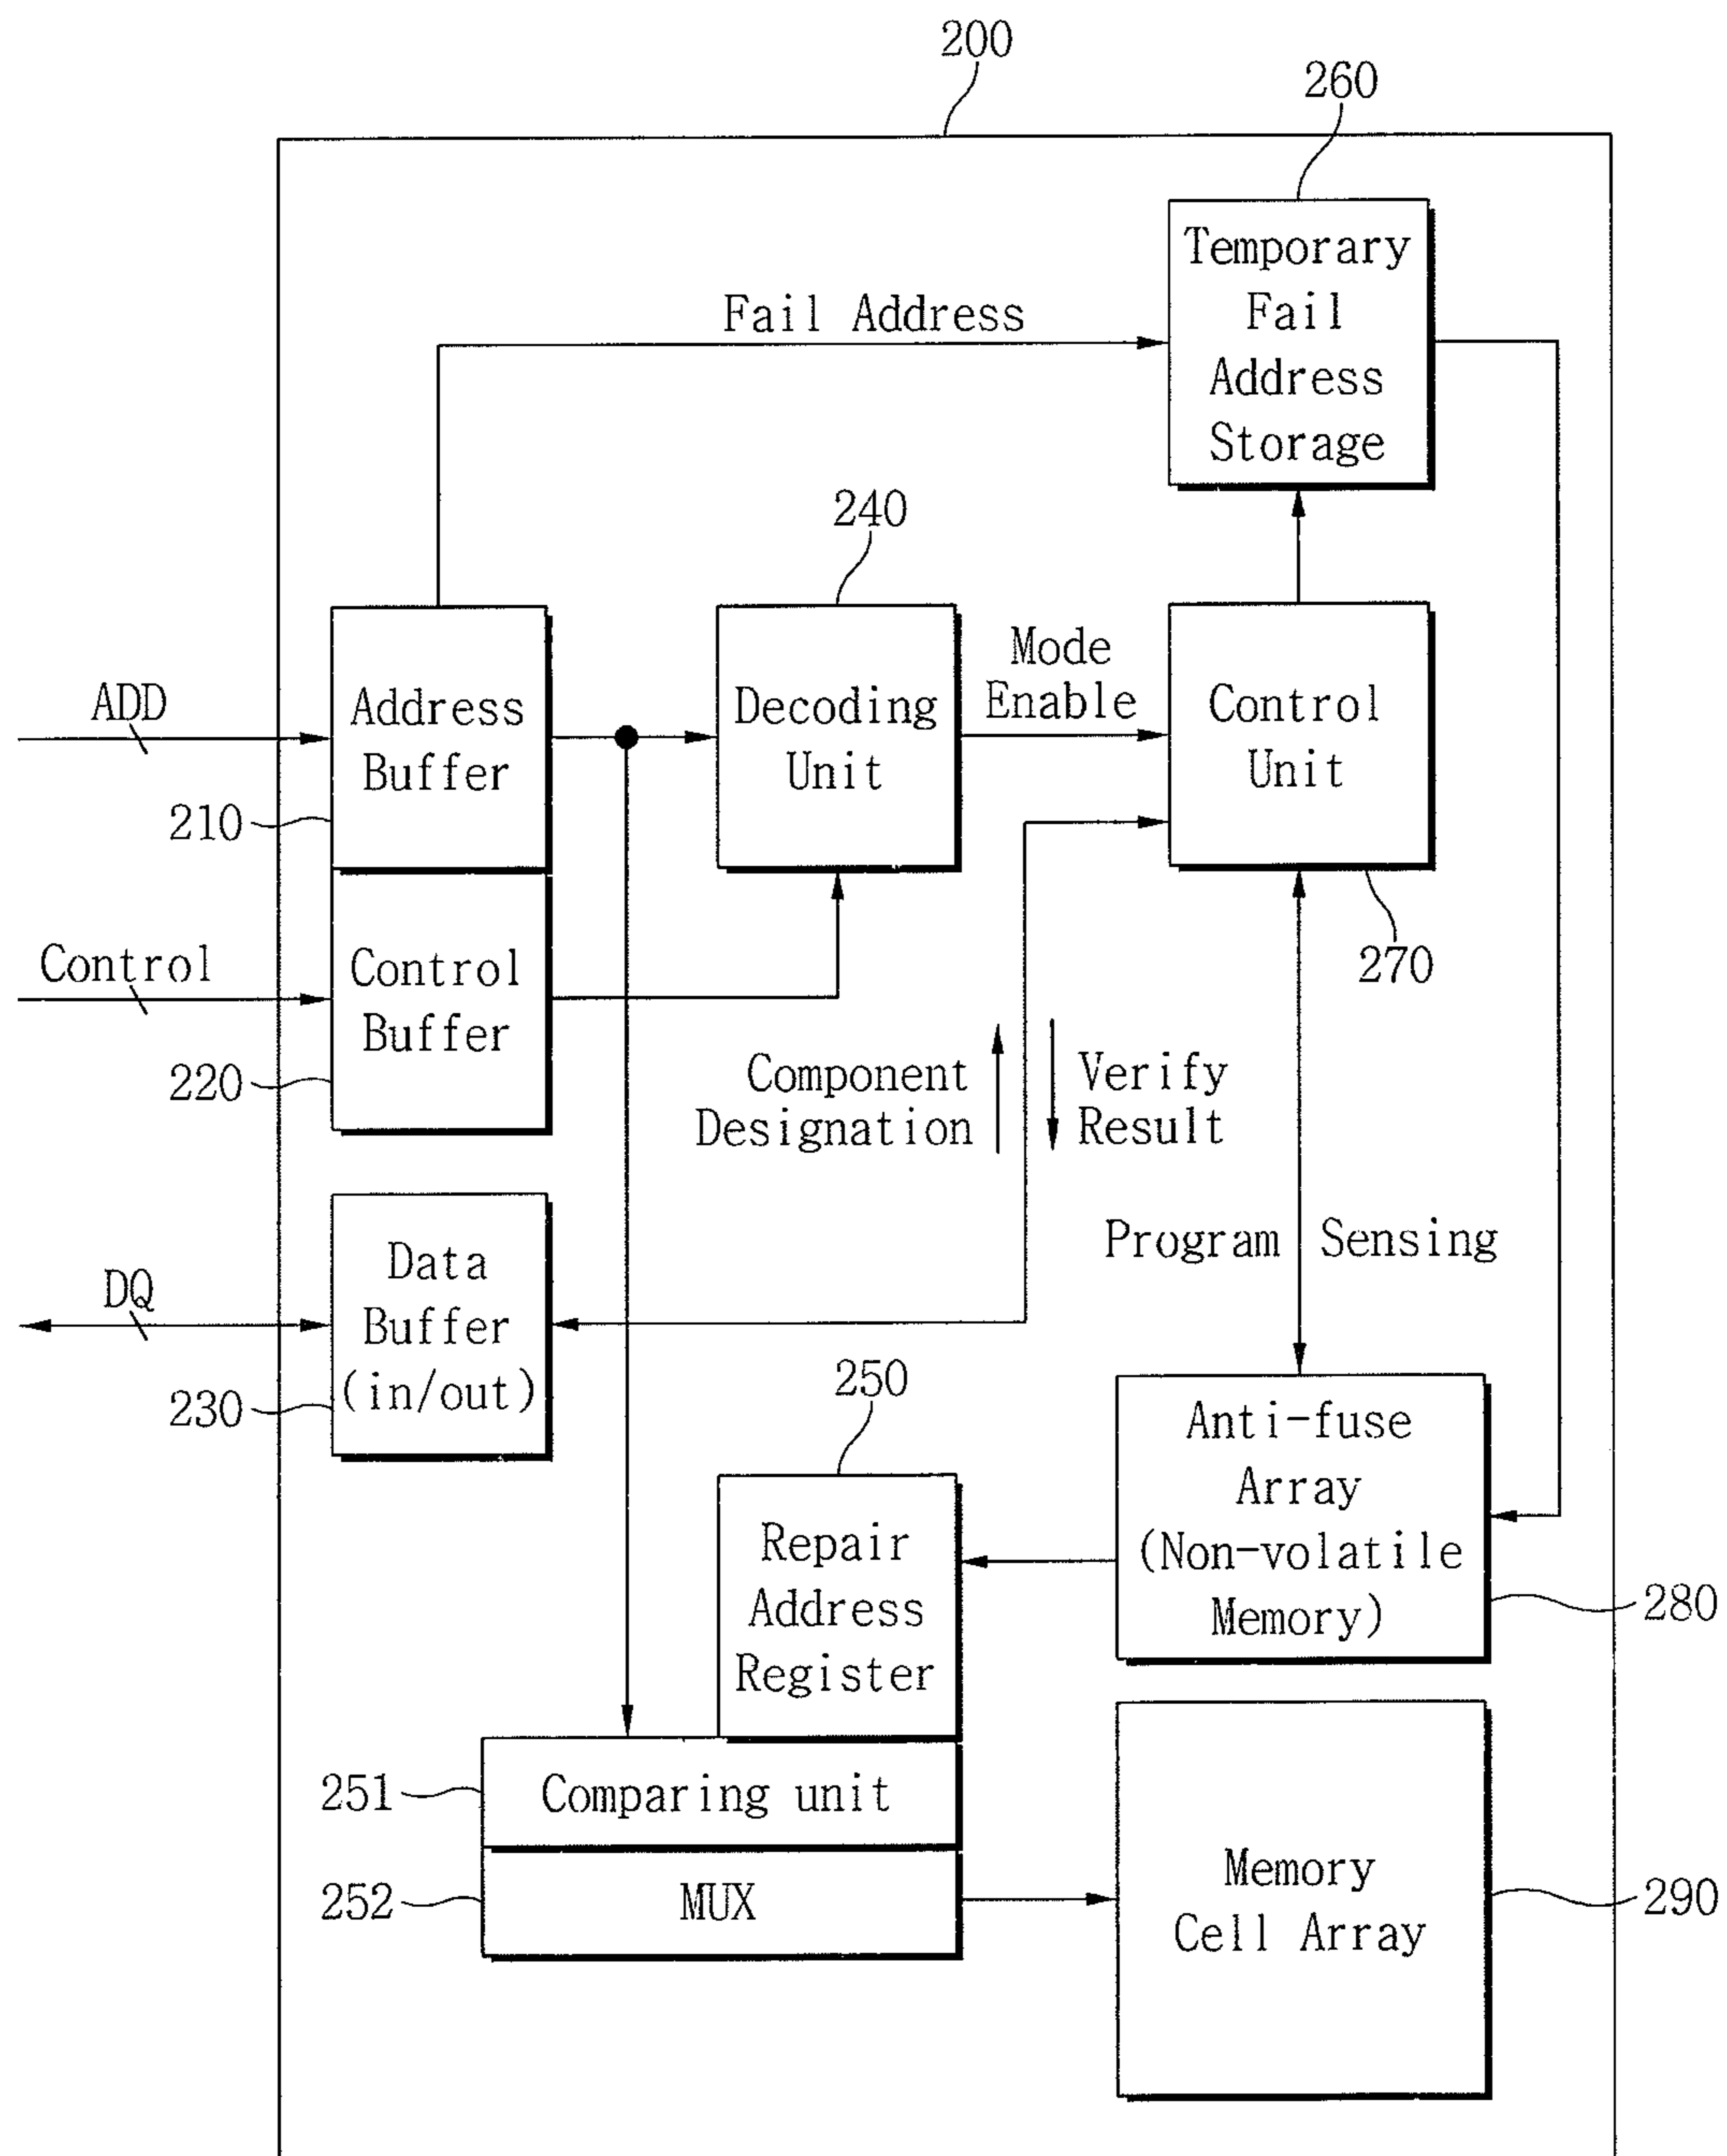 200
260
Temporary
Fail
Address
Storage
Fail Address
240
Address
Buffer
Decoding
Unit
Mode
Enable
Control
Unit
ADD
210
Control
Control
Buffer
220
270
Component
Designation
Verify
Result
Program Sensing
DQ
Data
Buffer
(in/out)
230
250
Repair
Address
Register
Anti-fuse
Array
(Non-volatile
Memory)
280
251
Comparing unit
252
MUX
Memory
Cell Array
290